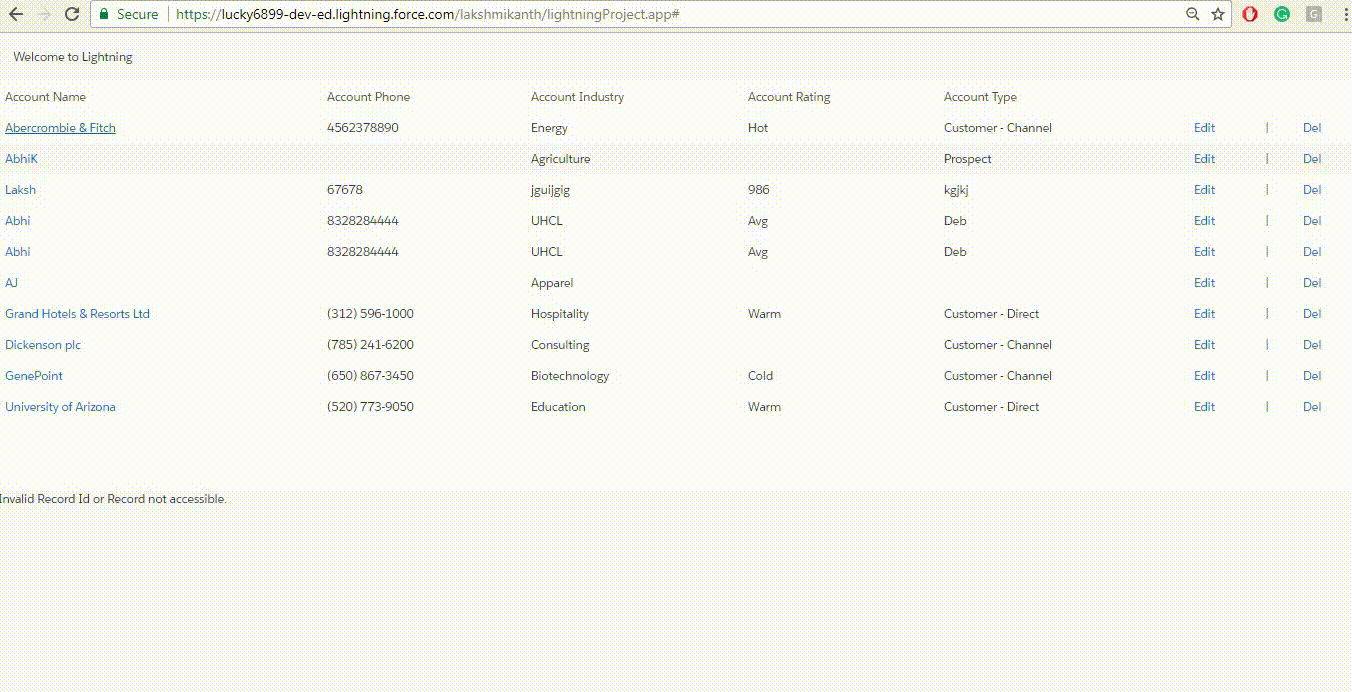 Secure https://lucky6899-dev-ed.lightning.force.com/lakshmikanth/lightningProject.app#
Welcome to Lightning
Account Name Account Phone Account Industry Account Rating Account Type
Abercrombie & Fitch 4562378890 Energy Hot Customer - Channel Edit | Del
AbhiK Agriculture Prospect Edit | Del
Laksh 67678 jguijgig 986 kgjkj Edit | Del
Abhi 8328284444 UHCL Avg Deb Edit | Del
Abhi 8328284444 UHCL Avg Deb Edit | Del
AJ Apparel Edit | Del
Grand Hotels & Resorts Ltd (312) 596-1000 Hospitality Warm Customer - Direct Edit | Del
Dickenson plc (785) 241-6200 Consulting Customer - Channel Edit | Del
GenePoint (650) 867-3450 Biotechnology Cold Customer - Channel Edit | Del
University of Arizona (520) 773-9050 Education Warm Customer - Direct Edit | Del
Invalid Record Id or Record not accessible.